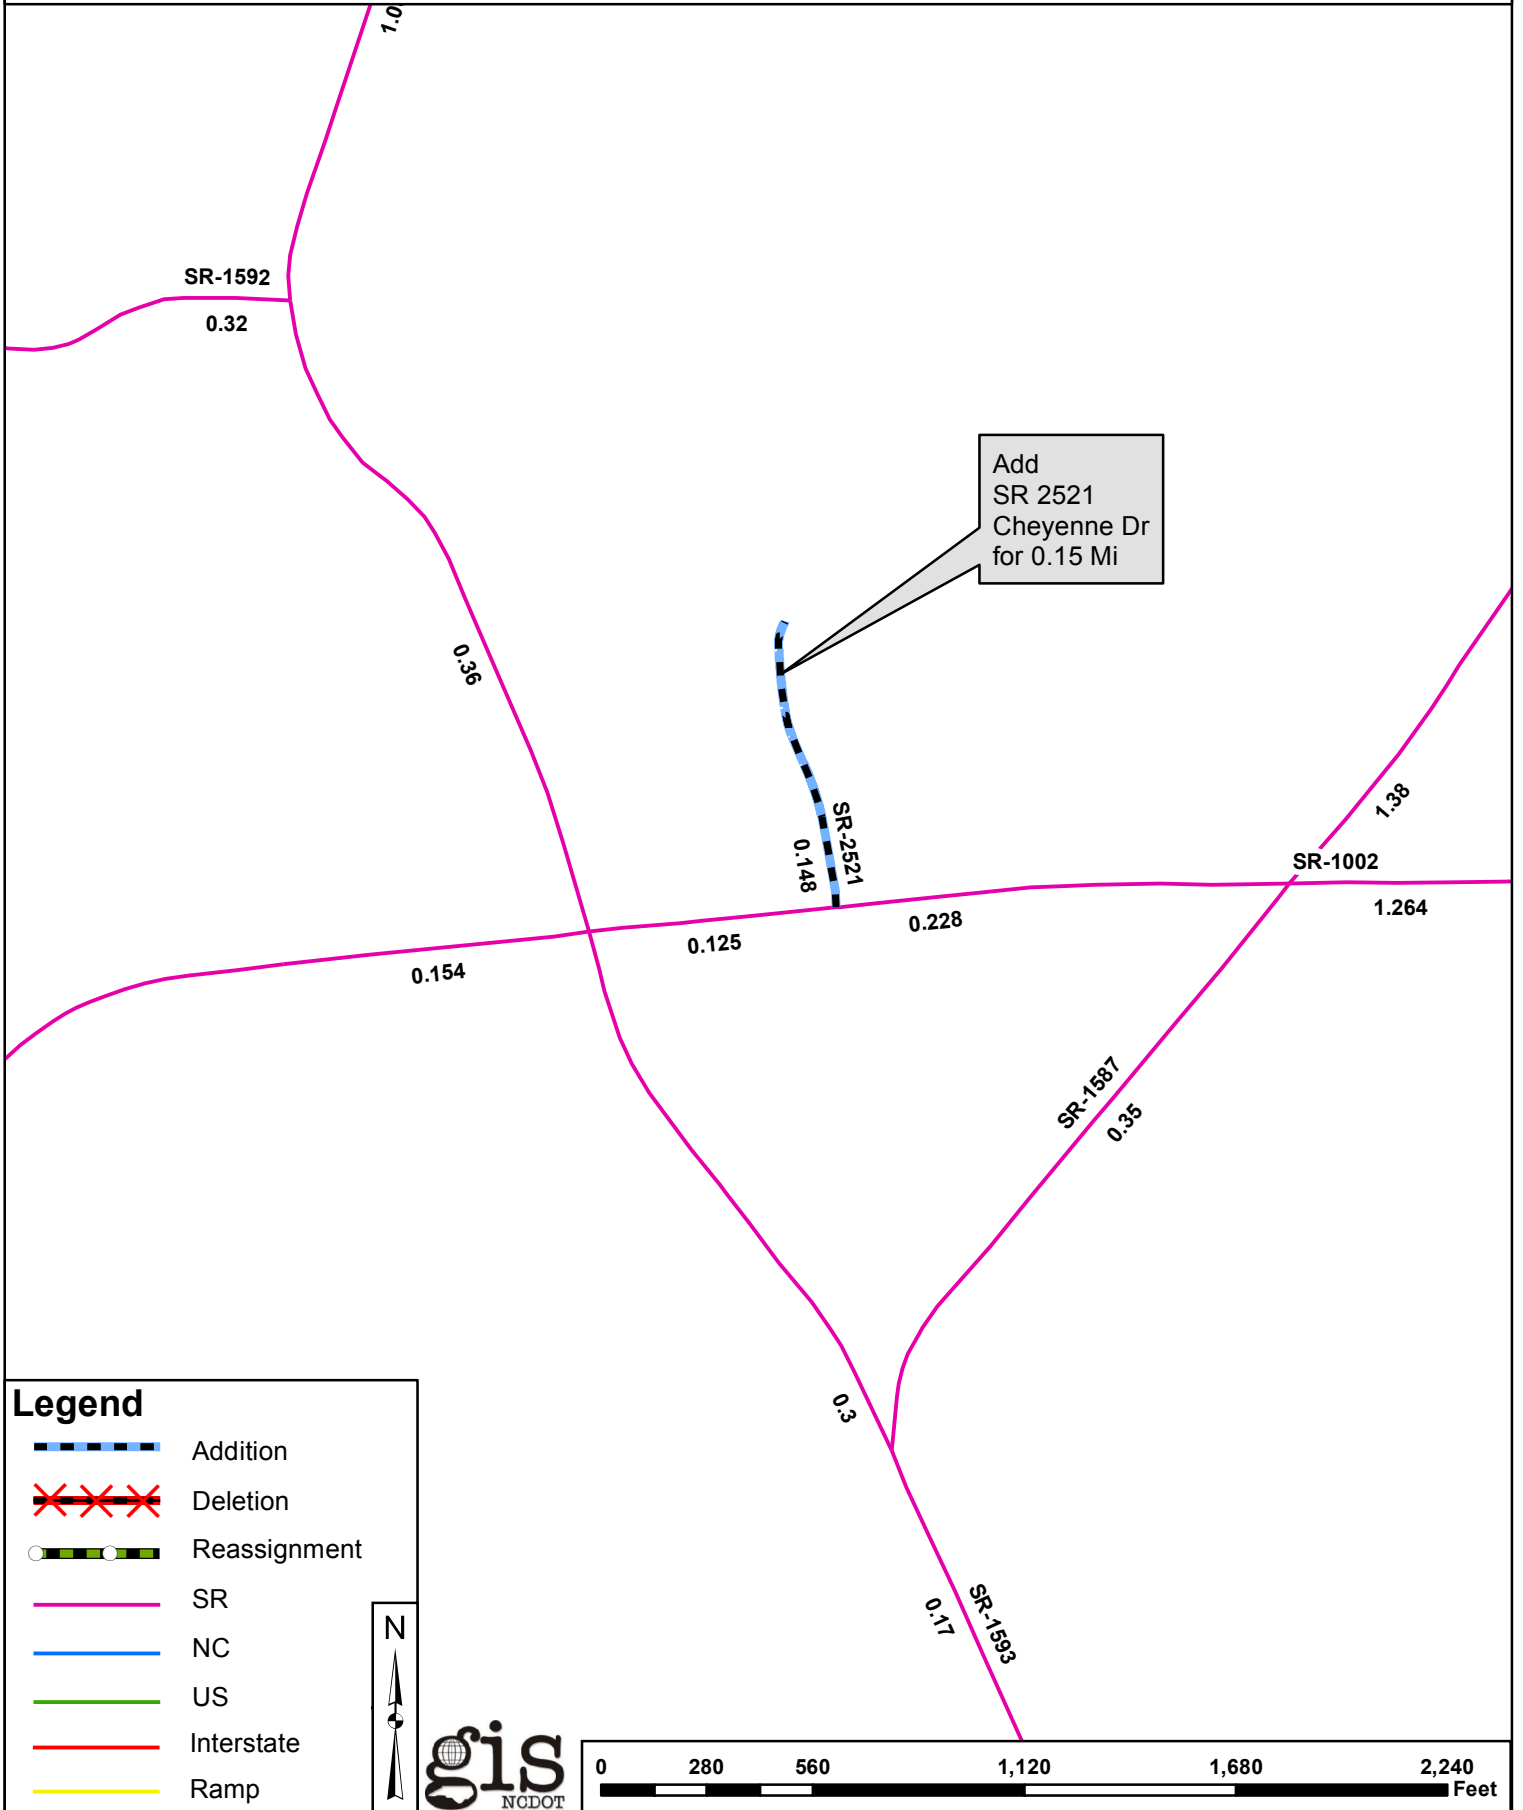 1.0
SR-1592
0.32
Add
SR 2521
Cheyenne Dr
for 0.15 Mi
0.36
SR-2521
0.148
1.38
SR-1002
1.264
0.228
0.125
0.154
SR-1587
0.35
0.3
SR-1593
0.17
Legend
Addition
Deletion
Reassignment
SR
NC
US
Interstate
Ramp
N
gis
NCDOT
0 280 560 1,120 1,680 2,240
Feet